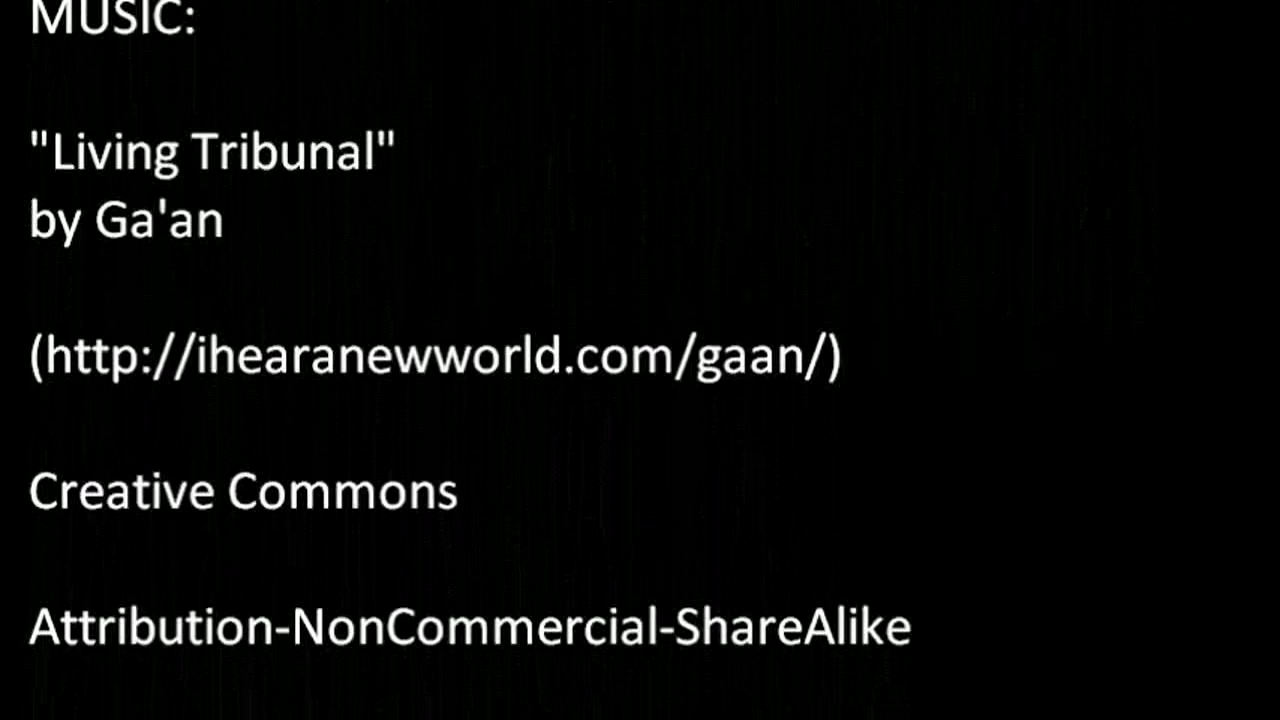 MUSIC:
"Living Tribunal"
by Ga'an
(http://ihearanewworld.com/gaan/)
Creative Commons
Attribution-NonCommercial-ShareAlike